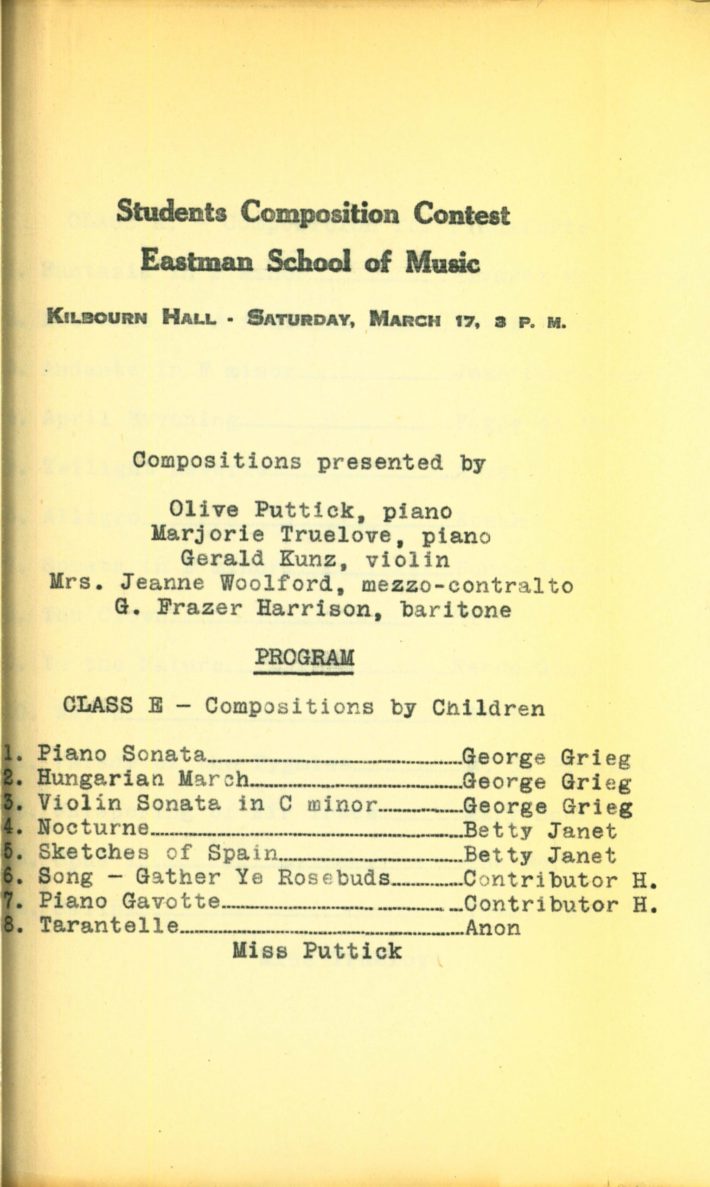 Students Composition Contest
Eastman School of Music
KILBOURN HALL - SATURDAY, MARCH 17, 3 P. M.
Compositions presented by
Olive Puttick, piano
Marjorie Truelove, piano
Gerald Kunz, violin
Mrs. Jeanne Woolford, mezzo-contralto
G. Frazer Harrison, baritone
PROGRAM
CLASS E - Compositions by Children
1. Piano Sonata........................George Grieg
2. Hungarian March........................George Grieg
3. Violin Sonata in C minor........................George Grieg
4. Nocturne........................Betty Janet
5. Sketches of Spain........................Betty Janet
6. Song - Gather Ye Rosebuds........................Contributor H.
7. Piano Gavotte........................Contributor H.
8. Tarantelle........................Anon
Miss Puttick